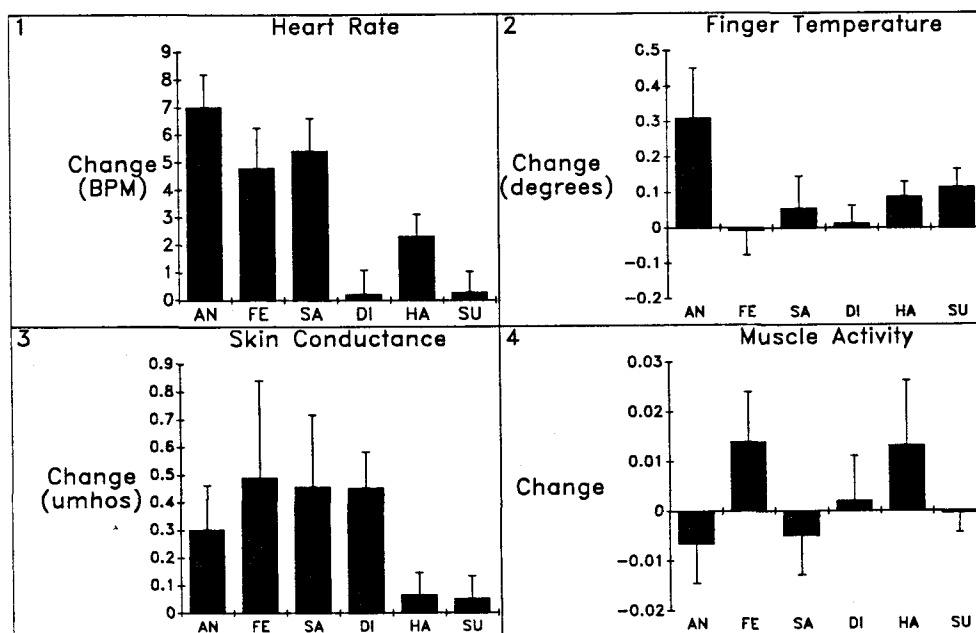 1
Heart Rate
9
8
7
6
5
4
3
2
1
0
Change
(BPM)
AN FE SA DI HA SU
2
Finger Temperature
0.5
0.4
0.3
0.2
0.1
0
-0.1
-0.2
Change
(degrees)
AN FE SA DI HA SU
3
Skin Conductance
0.9
0.8
0.7
0.6
0.5
0.4
0.3
0.2
0.1
0
Change
(umhos)
AN FE SA DI HA SU
4
Muscle Activity
0.03
0.02
0.01
0
-0.01
-0.02
Change
AN FE SA DI HA SU